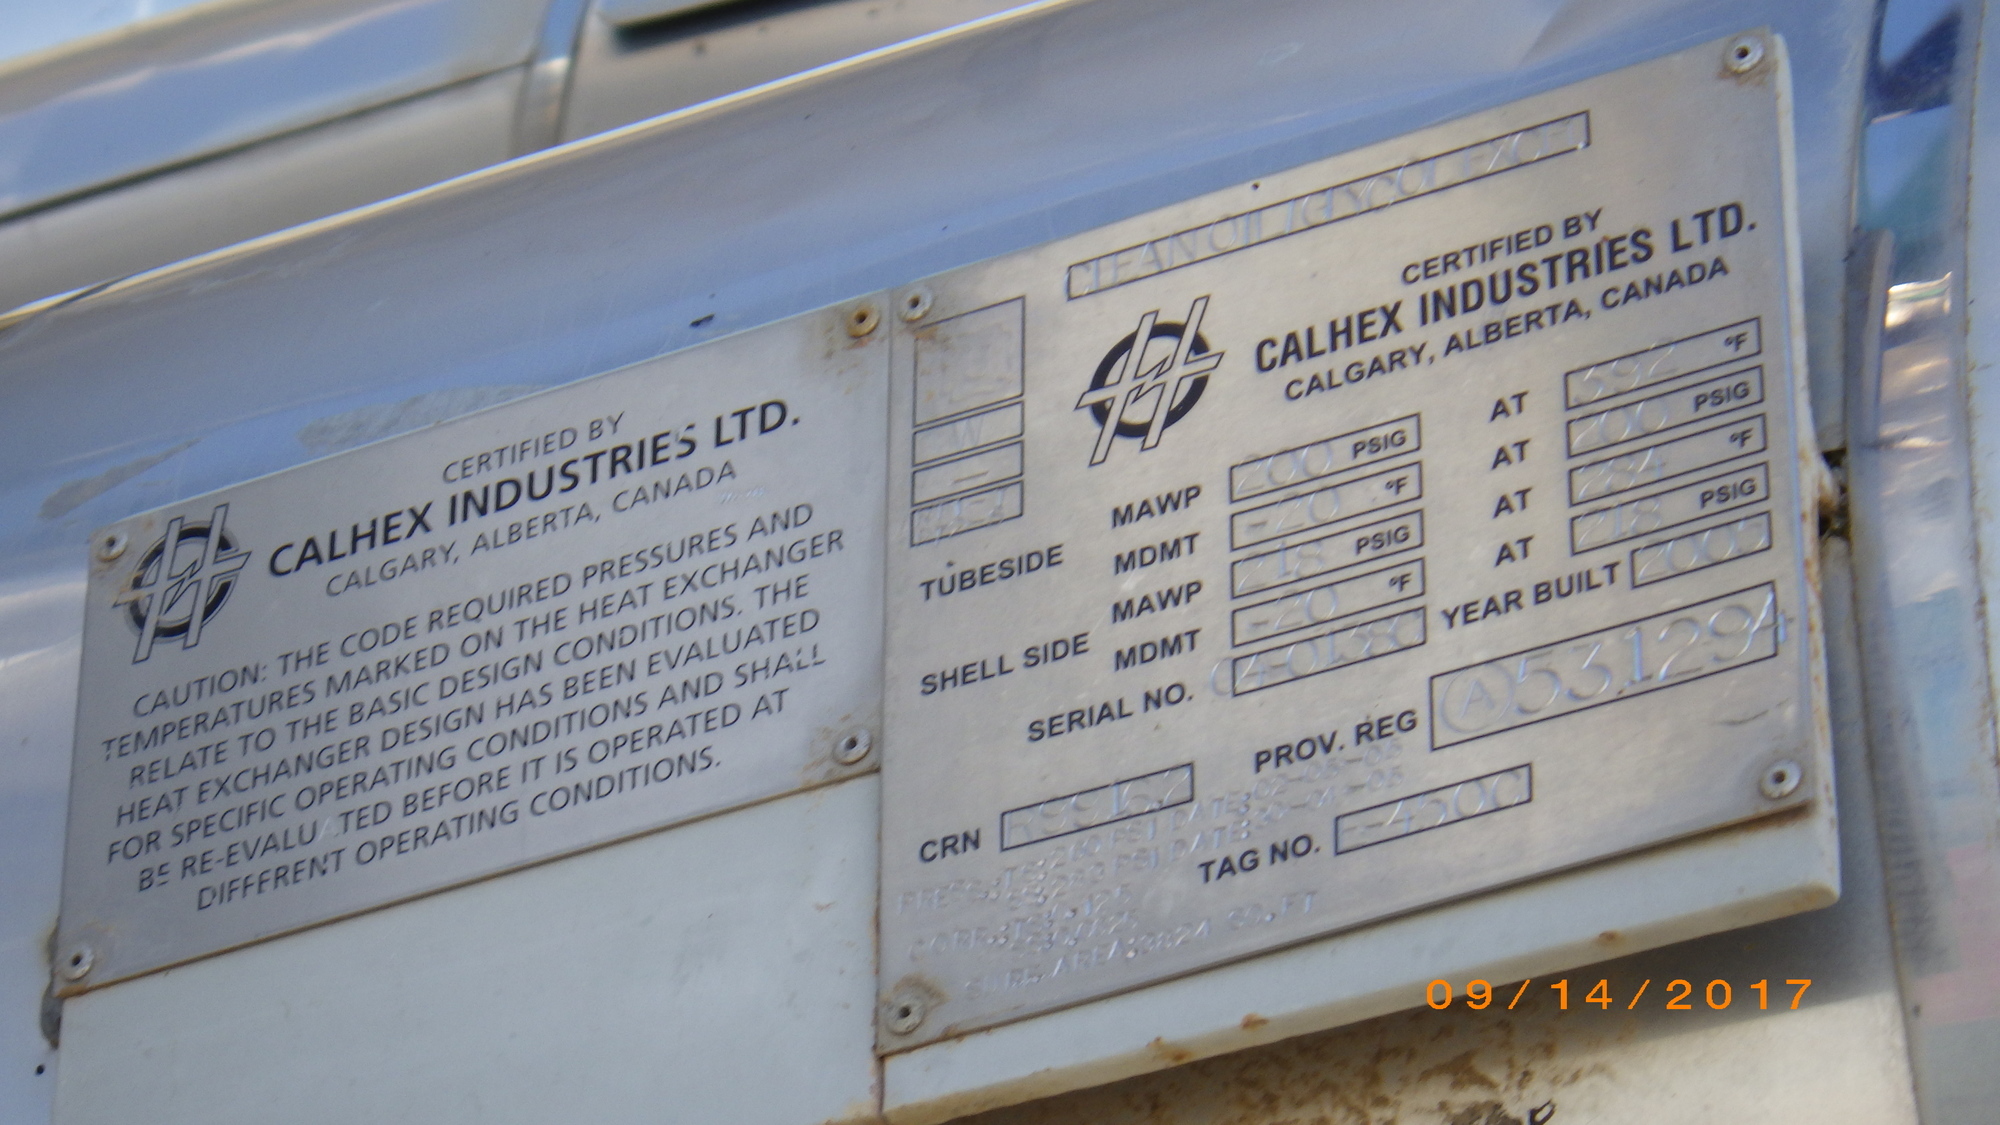 CERTIFIED BY
CALHEX INDUSTRIES LTD.
CALGARY, ALBERTA, CANADA
CAUTION: THE CODE REQUIRED PRESSURES AND
TEMPERATURES MARKED ON THE HEAT EXCHANGER
RELATE TO THE BASIC DESIGN CONDITIONS. THE
HEAT EXCHANGER DESIGN HAS BEEN EVALUATED
FOR SPECIFIC OPERATING CONDITIONS AND SHALL
BE RE-EVALUATED BEFORE IT IS OPERATED AT
DIFFERENT OPERATING CONDITIONS.
CLEAN OIL/GLYCOL EXCH
CERTIFIED BY
CALHEX INDUSTRIES LTD.
CALGARY, ALBERTA, CANADA
W
TUBESIDE MAWP 200 PSIG AT 392 °F
MDMT -20 °F AT 200 PSIG
SHELL SIDE MAWP 218 PSIG AT 284 °F
MDMT -20 °F AT 218 PSIG
SERIAL NO. YEAR BUILT 2005
PROV. REG A 531294
CRN
TAG NO.
SURF. AREA: SQ. FT
09/14/2017